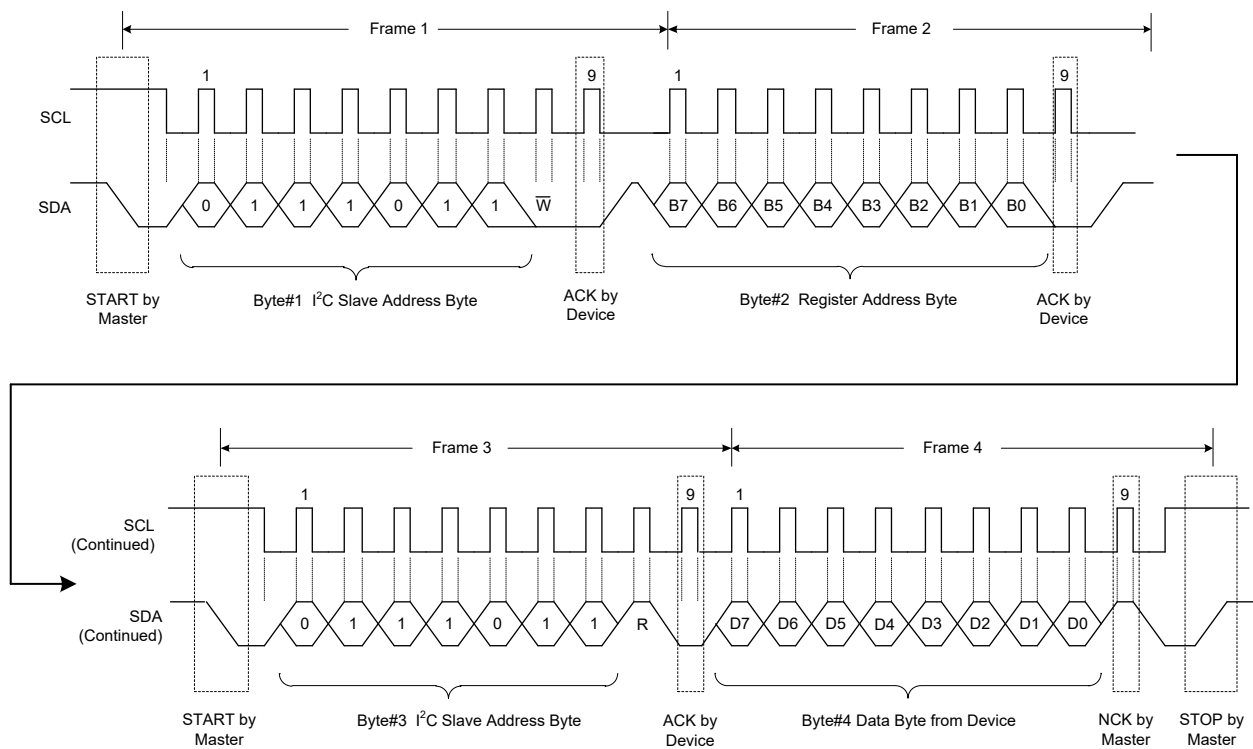 Frame 1 Frame 2
1 9 1 9
SCL
SDA 0 1 1 1 0 1 1 W̅ B7 B6 B5 B4 B3 B2 B1 B0
START by
Master
Byte#1 I²C Slave Address Byte
ACK by
Device
Byte#2 Register Address Byte
ACK by
Device
Frame 3 Frame 4
1 9 1 9
SCL
(Continued)
SDA
(Continued)
0 1 1 1 0 1 1 R D7 D6 D5 D4 D3 D2 D1 D0
START by
Master
Byte#3 I²C Slave Address Byte
ACK by
Device
Byte#4 Data Byte from Device
NCK by
Master
STOP by
Master